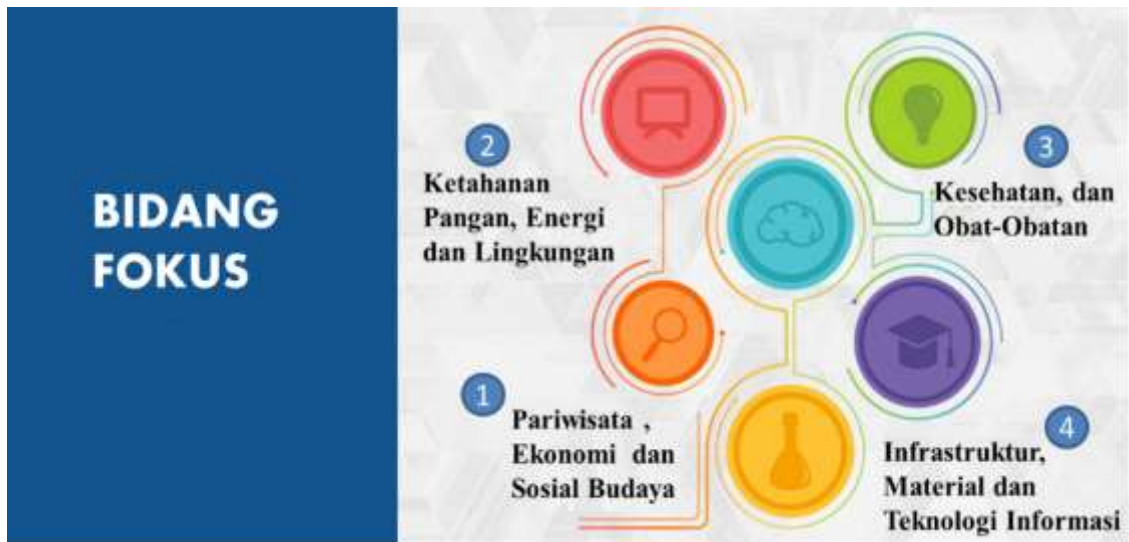 BIDANG
FOKUS
1
Pariwisata ,
Ekonomi dan
Sosial Budaya
2
Ketahanan
Pangan, Energi
dan Lingkungan
3
Kesehatan, dan
Obat-Obatan
4
Infrastruktur,
Material dan
Teknologi Informasi